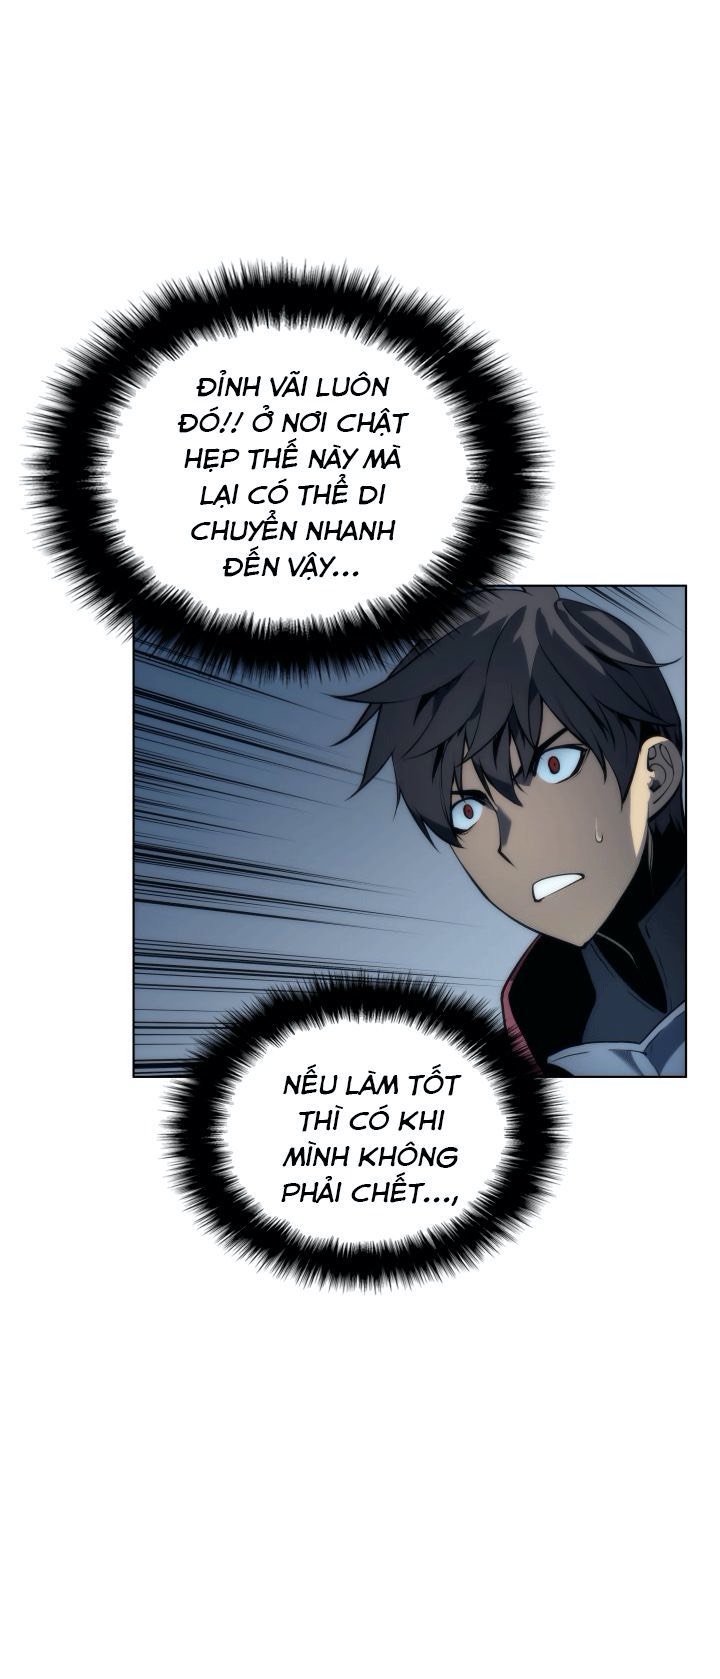 ĐỈNH VÃI LUÔN
ĐÓ!! Ở NƠI CHẬT
HẸP THẾ NÀY MÀ
LẠI CÓ THỂ DI
CHUYỂN NHANH
ĐẾN VẬY...
NẾU LÀM TỐT
THÌ CÓ KHI
MÌNH KHÔNG
PHẢI CHẾT...,